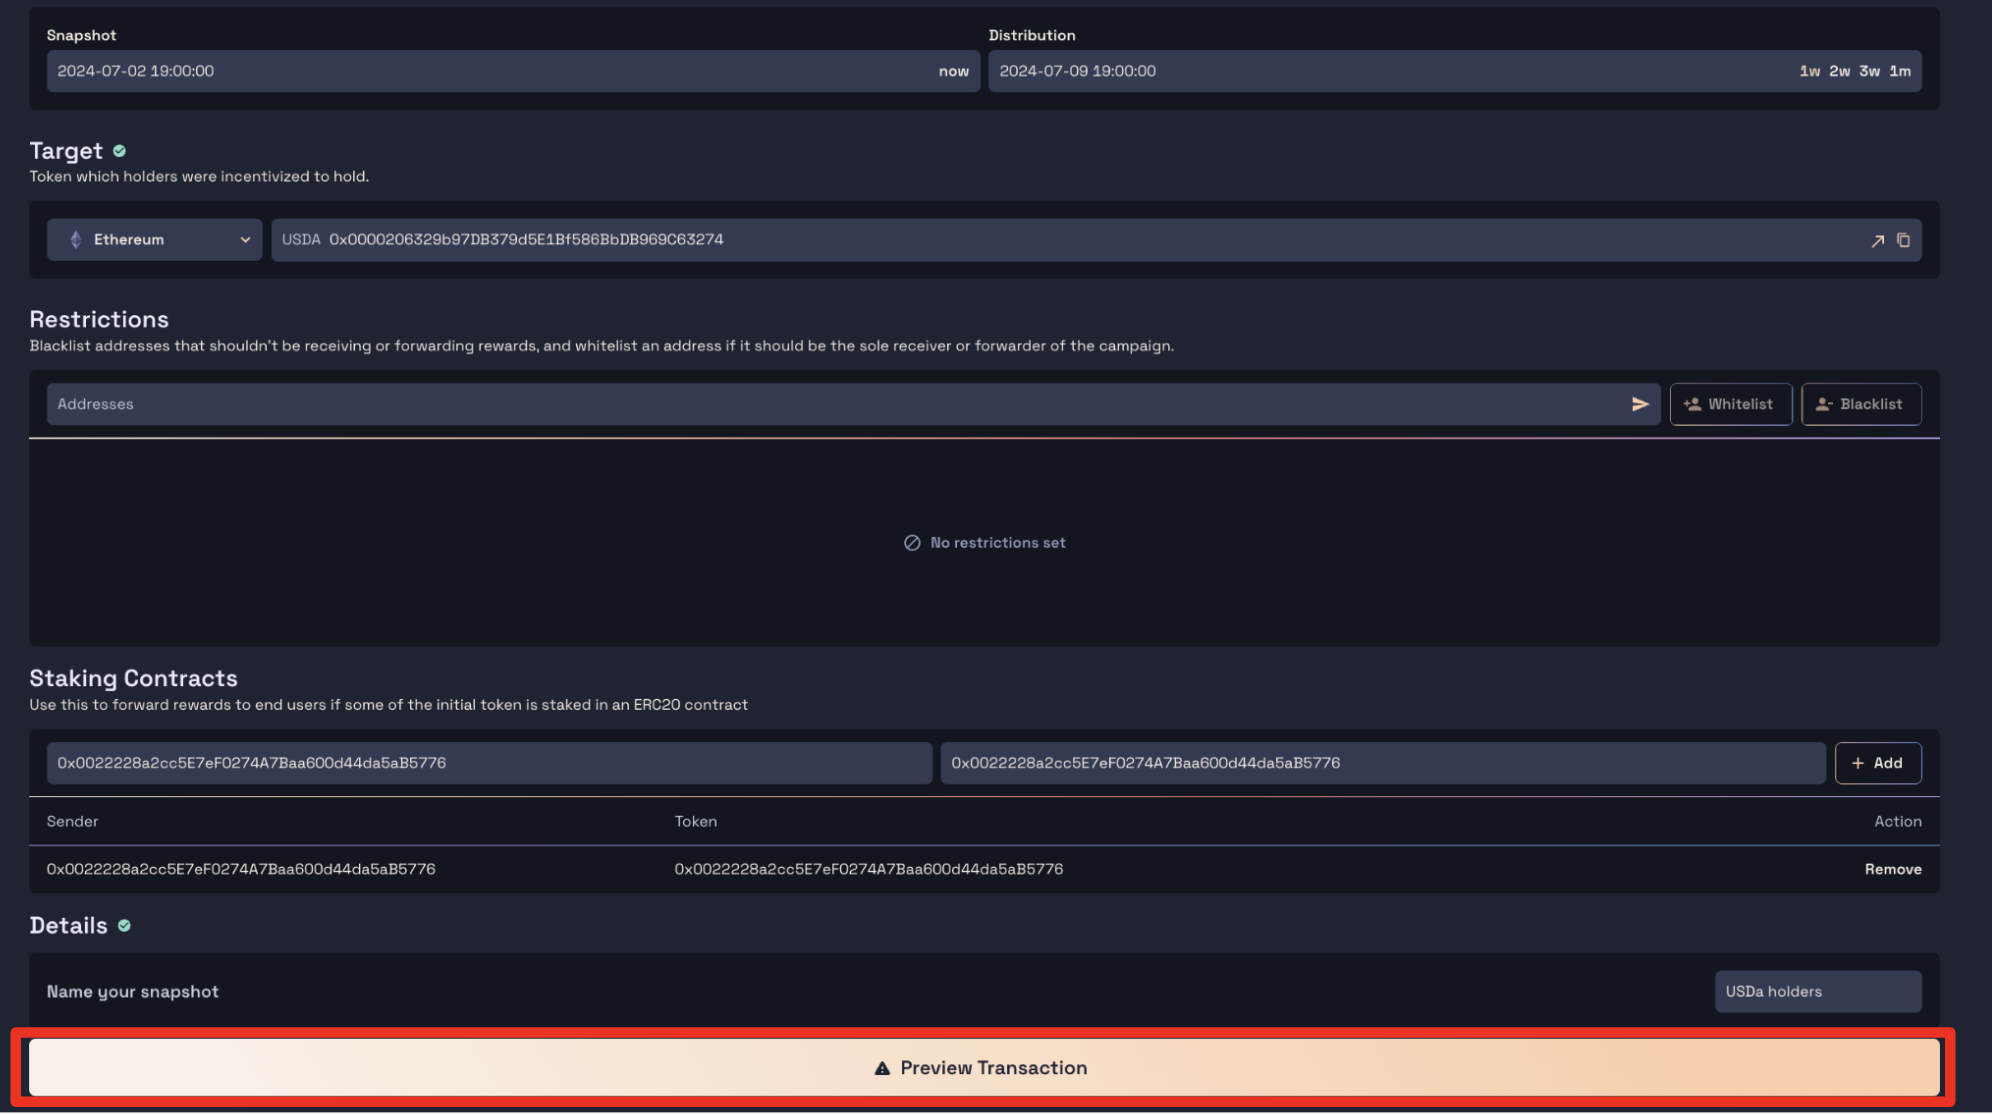 Snapshot
Distribution
2024-07-02 19:00:00 now
2024-07-09 19:00:00 1w 2w 3w 1m
Target
Token which holders were incentivized to hold.
Ethereum
USDA 0x0000206329b97DB379d5E1Bf586BbDB969C63274
Restrictions
Blacklist addresses that shouldn't be receiving or forwarding rewards, and whitelist an address if it should be the sole receiver or forwarder of the campaign.
Addresses
Whitelist
Blacklist
No restrictions set
Staking Contracts
Use this to forward rewards to end users if some of the initial token is staked in an ERC20 contract
0x0022228a2cc5E7eF0274A7Baa600d44da5aB5776
0x0022228a2cc5E7eF0274A7Baa600d44da5aB5776
+ Add
Sender Token Action
0x0022228a2cc5E7eF0274A7Baa600d44da5aB5776 0x0022228a2cc5E7eF0274A7Baa600d44da5aB5776 Remove
Details
Name your snapshot
USDa holders
Preview Transaction